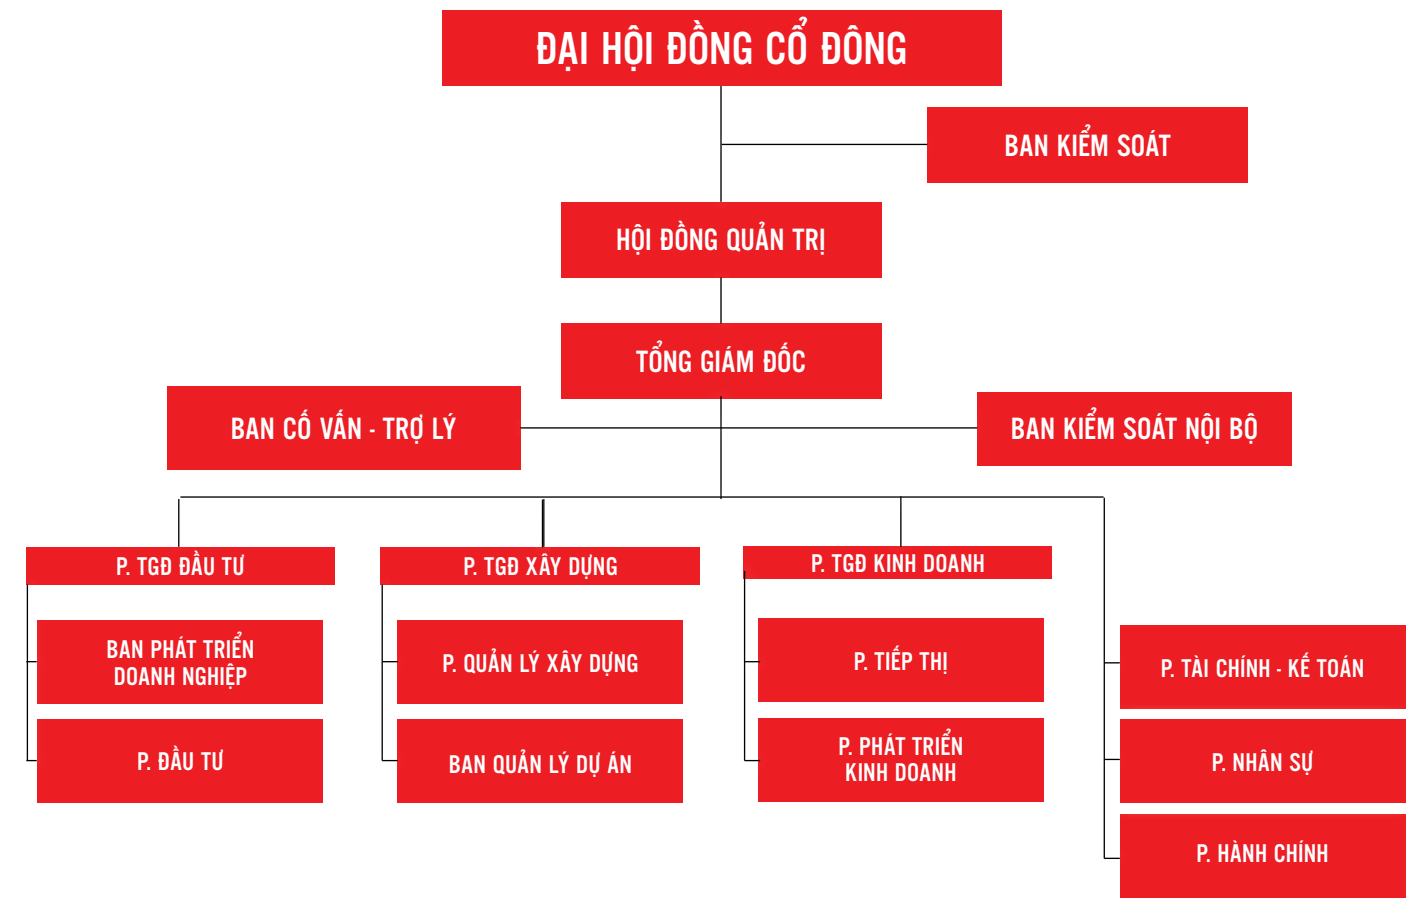 ĐẠI HỘI ĐỒNG CỔ ĐÔNG
BAN KIỂM SOÁT
HỘI ĐỒNG QUẢN TRỊ
TỔNG GIÁM ĐỐC
BAN CỐ VẤN - TRỢ LÝ
BAN KIỂM SOÁT NỘI BỘ
P. TGĐ ĐẦU TƯ
P. TGĐ XÂY DỰNG
P. TGĐ KINH DOANH
BAN PHÁT TRIỂN
DOANH NGHIỆP
P. QUẢN LÝ XÂY DỰNG
P. TIẾP THỊ
P. TÀI CHÍNH - KẾ TOÁN
P. ĐẦU TƯ
BAN QUẢN LÝ DỰ ÁN
P. PHÁT TRIỂN
KINH DOANH
P. NHÂN SỰ
P. HÀNH CHÍNH